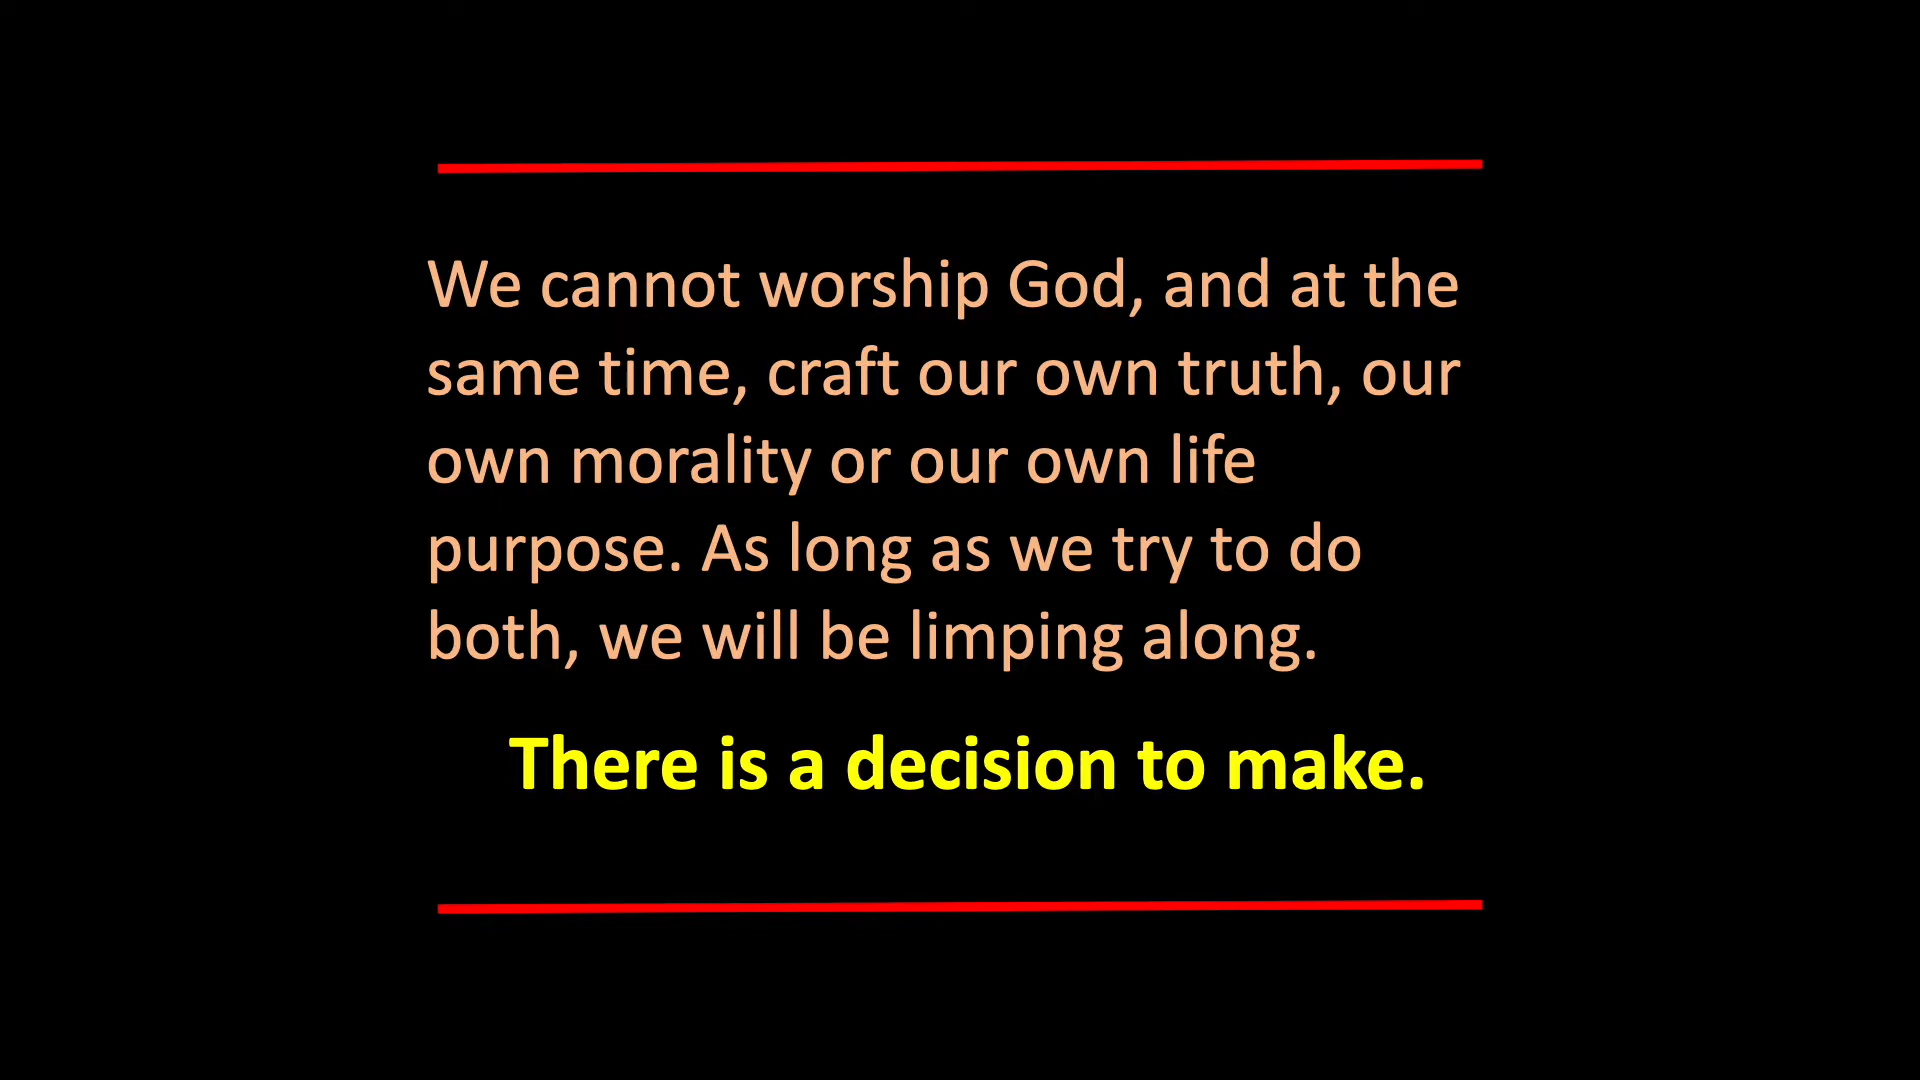 We cannot worship God, and at the
same time, craft our own truth, our
own morality or our own life
purpose. As long as we try to do
both, we will be limping along.
There is a decision to make.